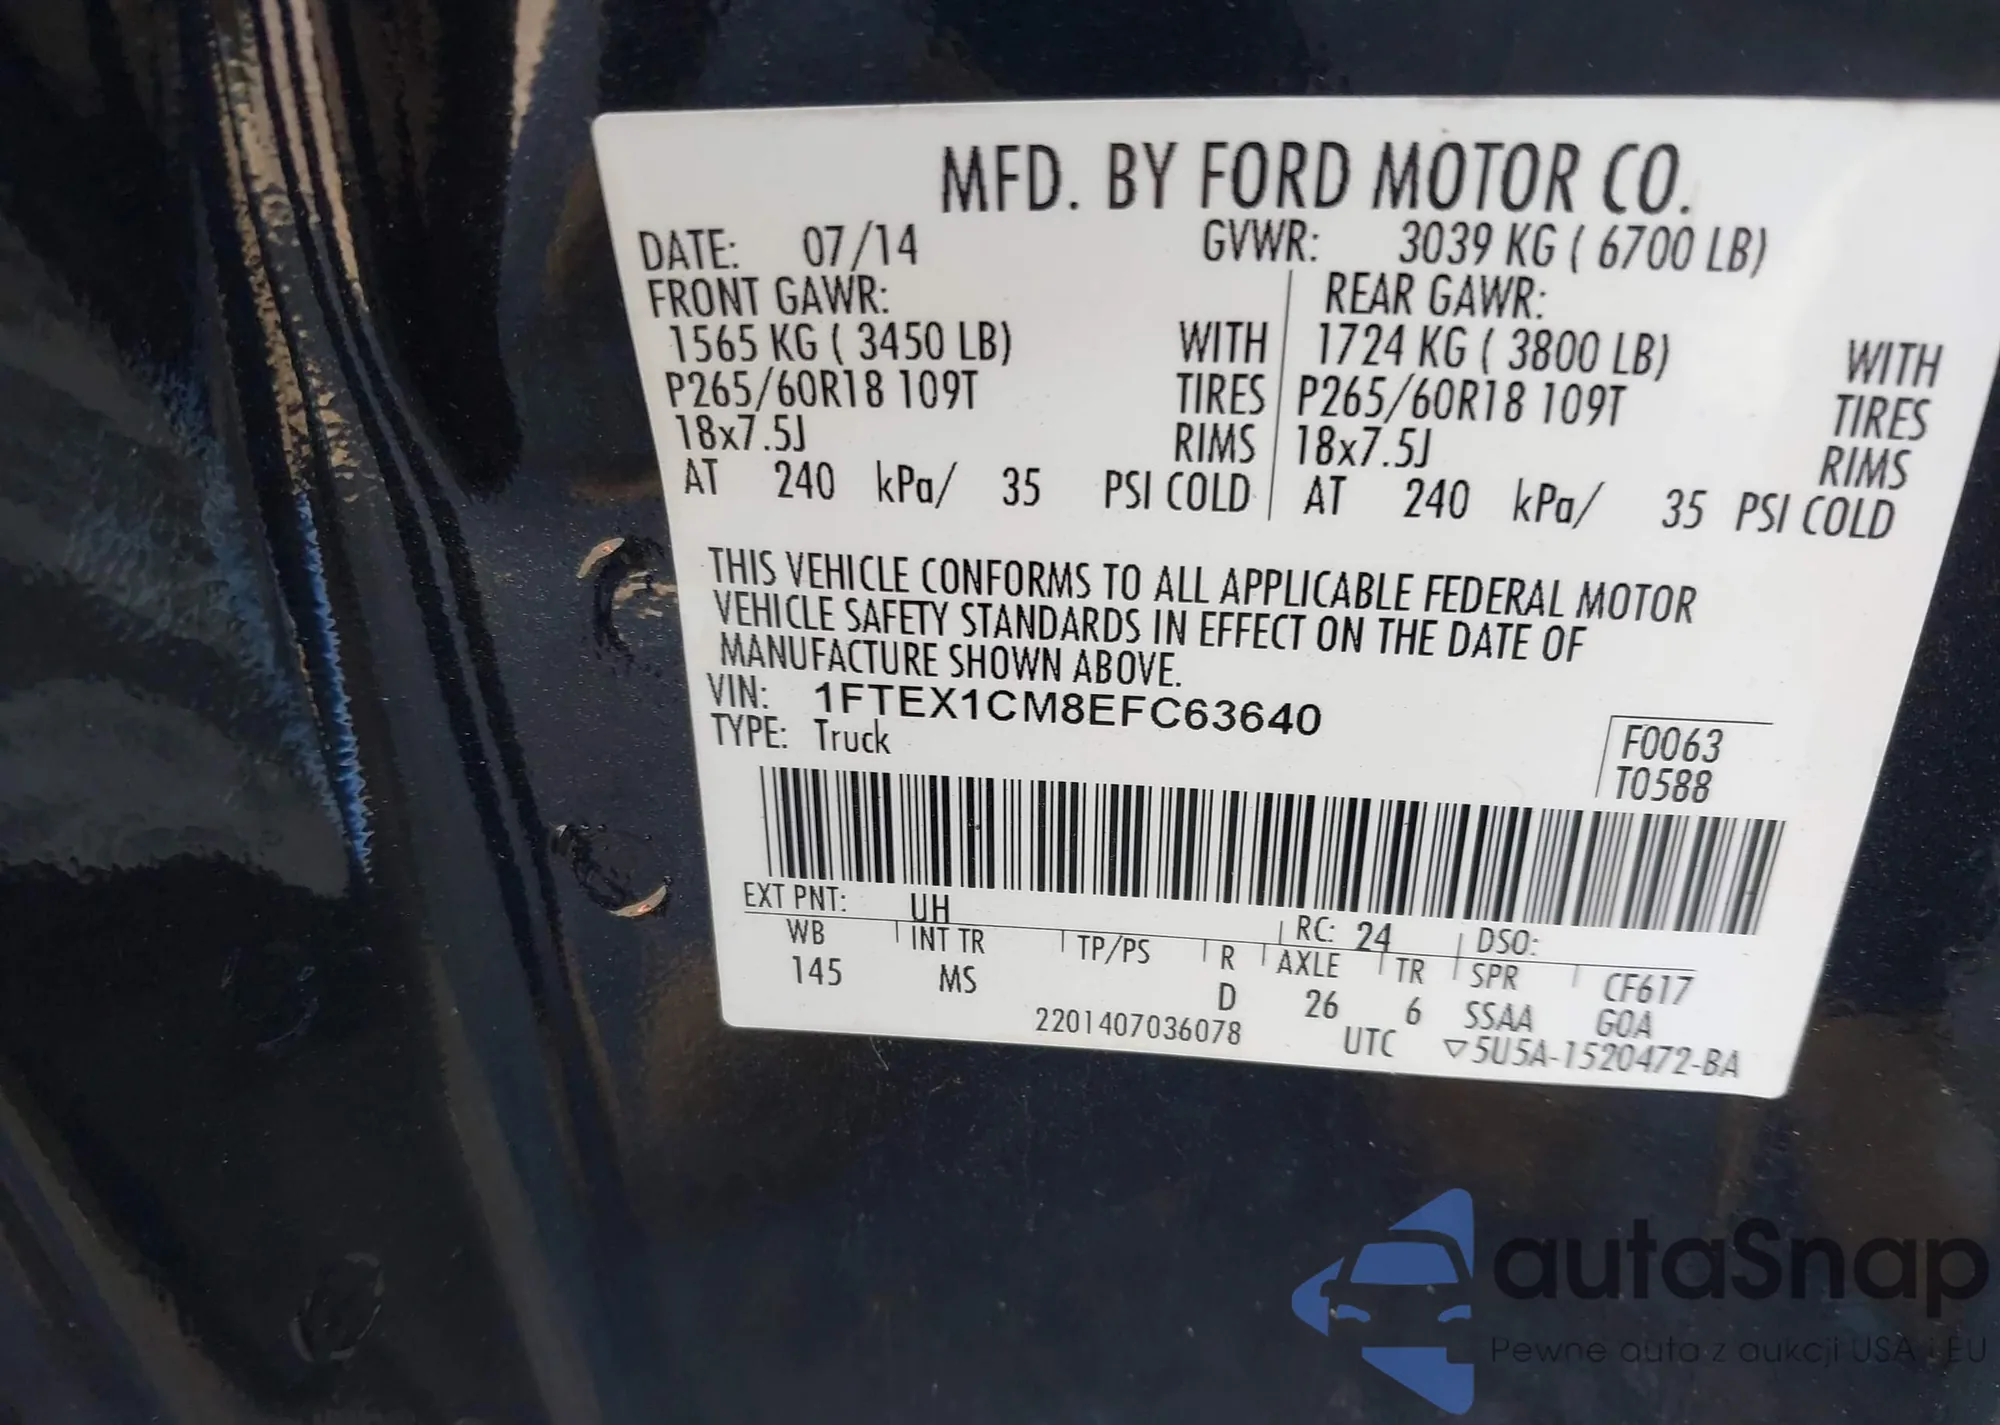 MFD. BY FORD MOTOR CO.
DATE: 07/14 GVWR: 3039 KG ( 6700 LB)
FRONT GAWR: REAR GAWR:
1565 KG ( 3450 LB) WITH 1724 KG ( 3800 LB) WITH
P265/60R18 109T TIRES P265/60R18 109T TIRES
18x7.5J RIMS 18x7.5J RIMS
AT 240 kPa/ 35 PSI COLD AT 240 kPa/ 35 PSI COLD
THIS VEHICLE CONFORMS TO ALL APPLICABLE FEDERAL MOTOR
VEHICLE SAFETY STANDARDS IN EFFECT ON THE DATE OF
MANUFACTURE SHOWN ABOVE.
VIN: 1FTEX1CM8EFC63640
TYPE: Truck
F0063
T0588
EXT PNT: UH RC: 24 DSO:
WB INT TR TP/PS R AXLE TR SPR CF617
145 MS D 26 6 SSAA GOA
2201407036078 UTC ▽5U5A-1520472-BA
autaSnap
Pewne auta z aukcji USA i EU